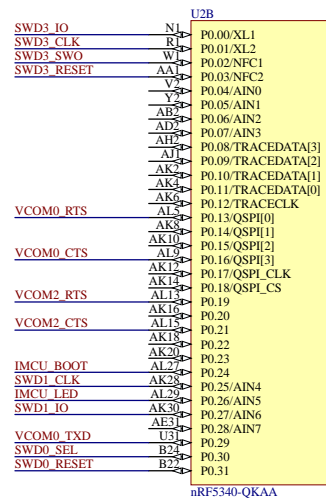 U2B
SWD3_IO N1 P0.00/XL1
SWD3_CLK R1 P0.01/XL2
SWD3_SWO W1 P0.02/NFC1
SWD3_RESET AA1 P0.03/NFC2
V2 P0.04/AIN0
Y2 P0.05/AIN1
AB2 P0.06/AIN2
AD2 P0.07/AIN3
AH2 P0.08/TRACEDATA[3]
AJ1 P0.09/TRACEDATA[2]
AK2 P0.10/TRACEDATA[1]
AK4 P0.11/TRACEDATA[0]
AK6 P0.12/TRACECLK
VCOM0_RTS AL5 P0.13/QSPI[0]
AK8 P0.14/QSPI[1]
AK10 P0.15/QSPI[2]
VCOM0_CTS AL9 P0.16/QSPI[3]
AK12 P0.17/QSPI_CLK
AK14 P0.18/QSPI_CS
VCOM2_RTS AL13 P0.19
AK16 P0.20
VCOM2_CTS AL15 P0.21
AK18 P0.22
AK20 P0.23
IMCU_BOOT AL27 P0.24
SWD1_CLK AK28 P0.25/AIN4
IMCU_LED AL29 P0.26/AIN5
SWD1_IO AK30 P0.27/AIN6
AE31 P0.28/AIN7
VCOM0_TXD U31 P0.29
SWD0_SEL B24 P0.30
SWD0_RESET B22 P0.31
nRF5340-QKAA